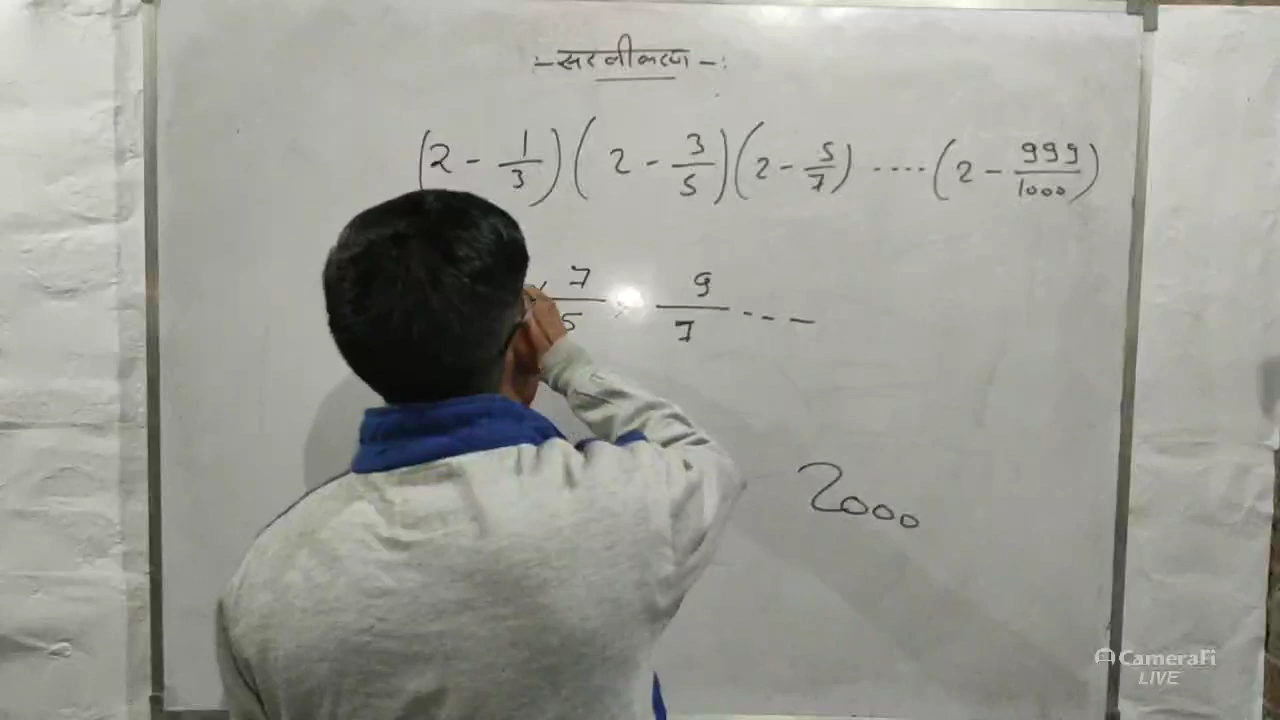 :- सरलीकरण -:
(2 - 1/3) (2 - 3/5) (2 - 5/7) ---- (2 - 999/1000)
7/5 × 9/7 ---
2000
CameraFi
LIVE